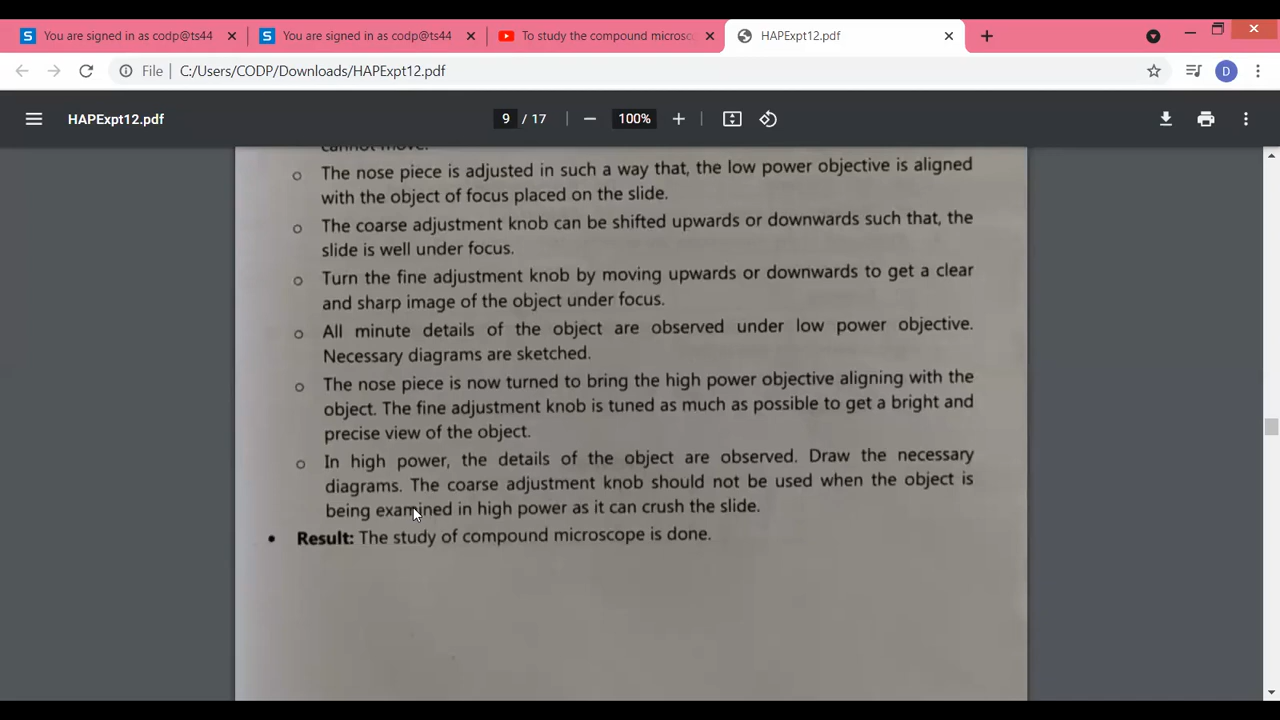 You are signed in as codp@ts44
You are signed in as codp@ts44
To study the compound microsc
HAPExpt12.pdf
File
C:/Users/CODP/Downloads/HAPExpt12.pdf
D
HAPExpt12.pdf
9 / 17
100%
cannot move.
The nose piece is adjusted in such a way that, the low power objective is aligned
with the object of focus placed on the slide.
The coarse adjustment knob can be shifted upwards or downwards such that, the
slide is well under focus.
Turn the fine adjustment knob by moving upwards or downwards to get a clear
and sharp image of the object under focus.
All minute details of the object are observed under low power objective.
Necessary diagrams are sketched.
The nose piece is now turned to bring the high power objective aligning with the
object. The fine adjustment knob is tuned as much as possible to get a bright and
precise view of the object.
In high power, the details of the object are observed. Draw the necessary
diagrams. The coarse adjustment knob should not be used when the object is
being examined in high power as it can crush the slide.
Result: The study of compound microscope is done.